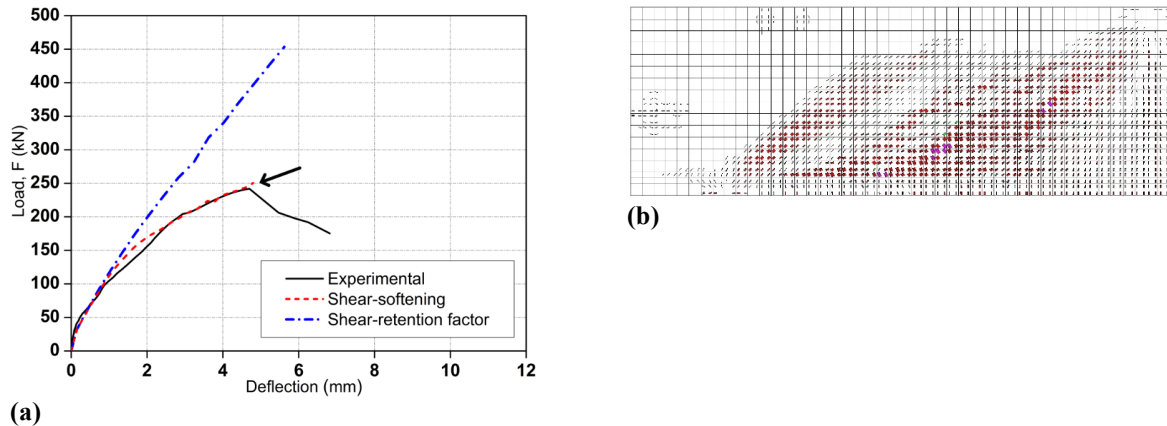 500
450
400
350
300
250
200
150
100
50
0
Load, F (kN)
Experimental
Shear-softening
Shear-retention factor
0 2 4 6 8 10 12
Deflection (mm)
(a)
(b)